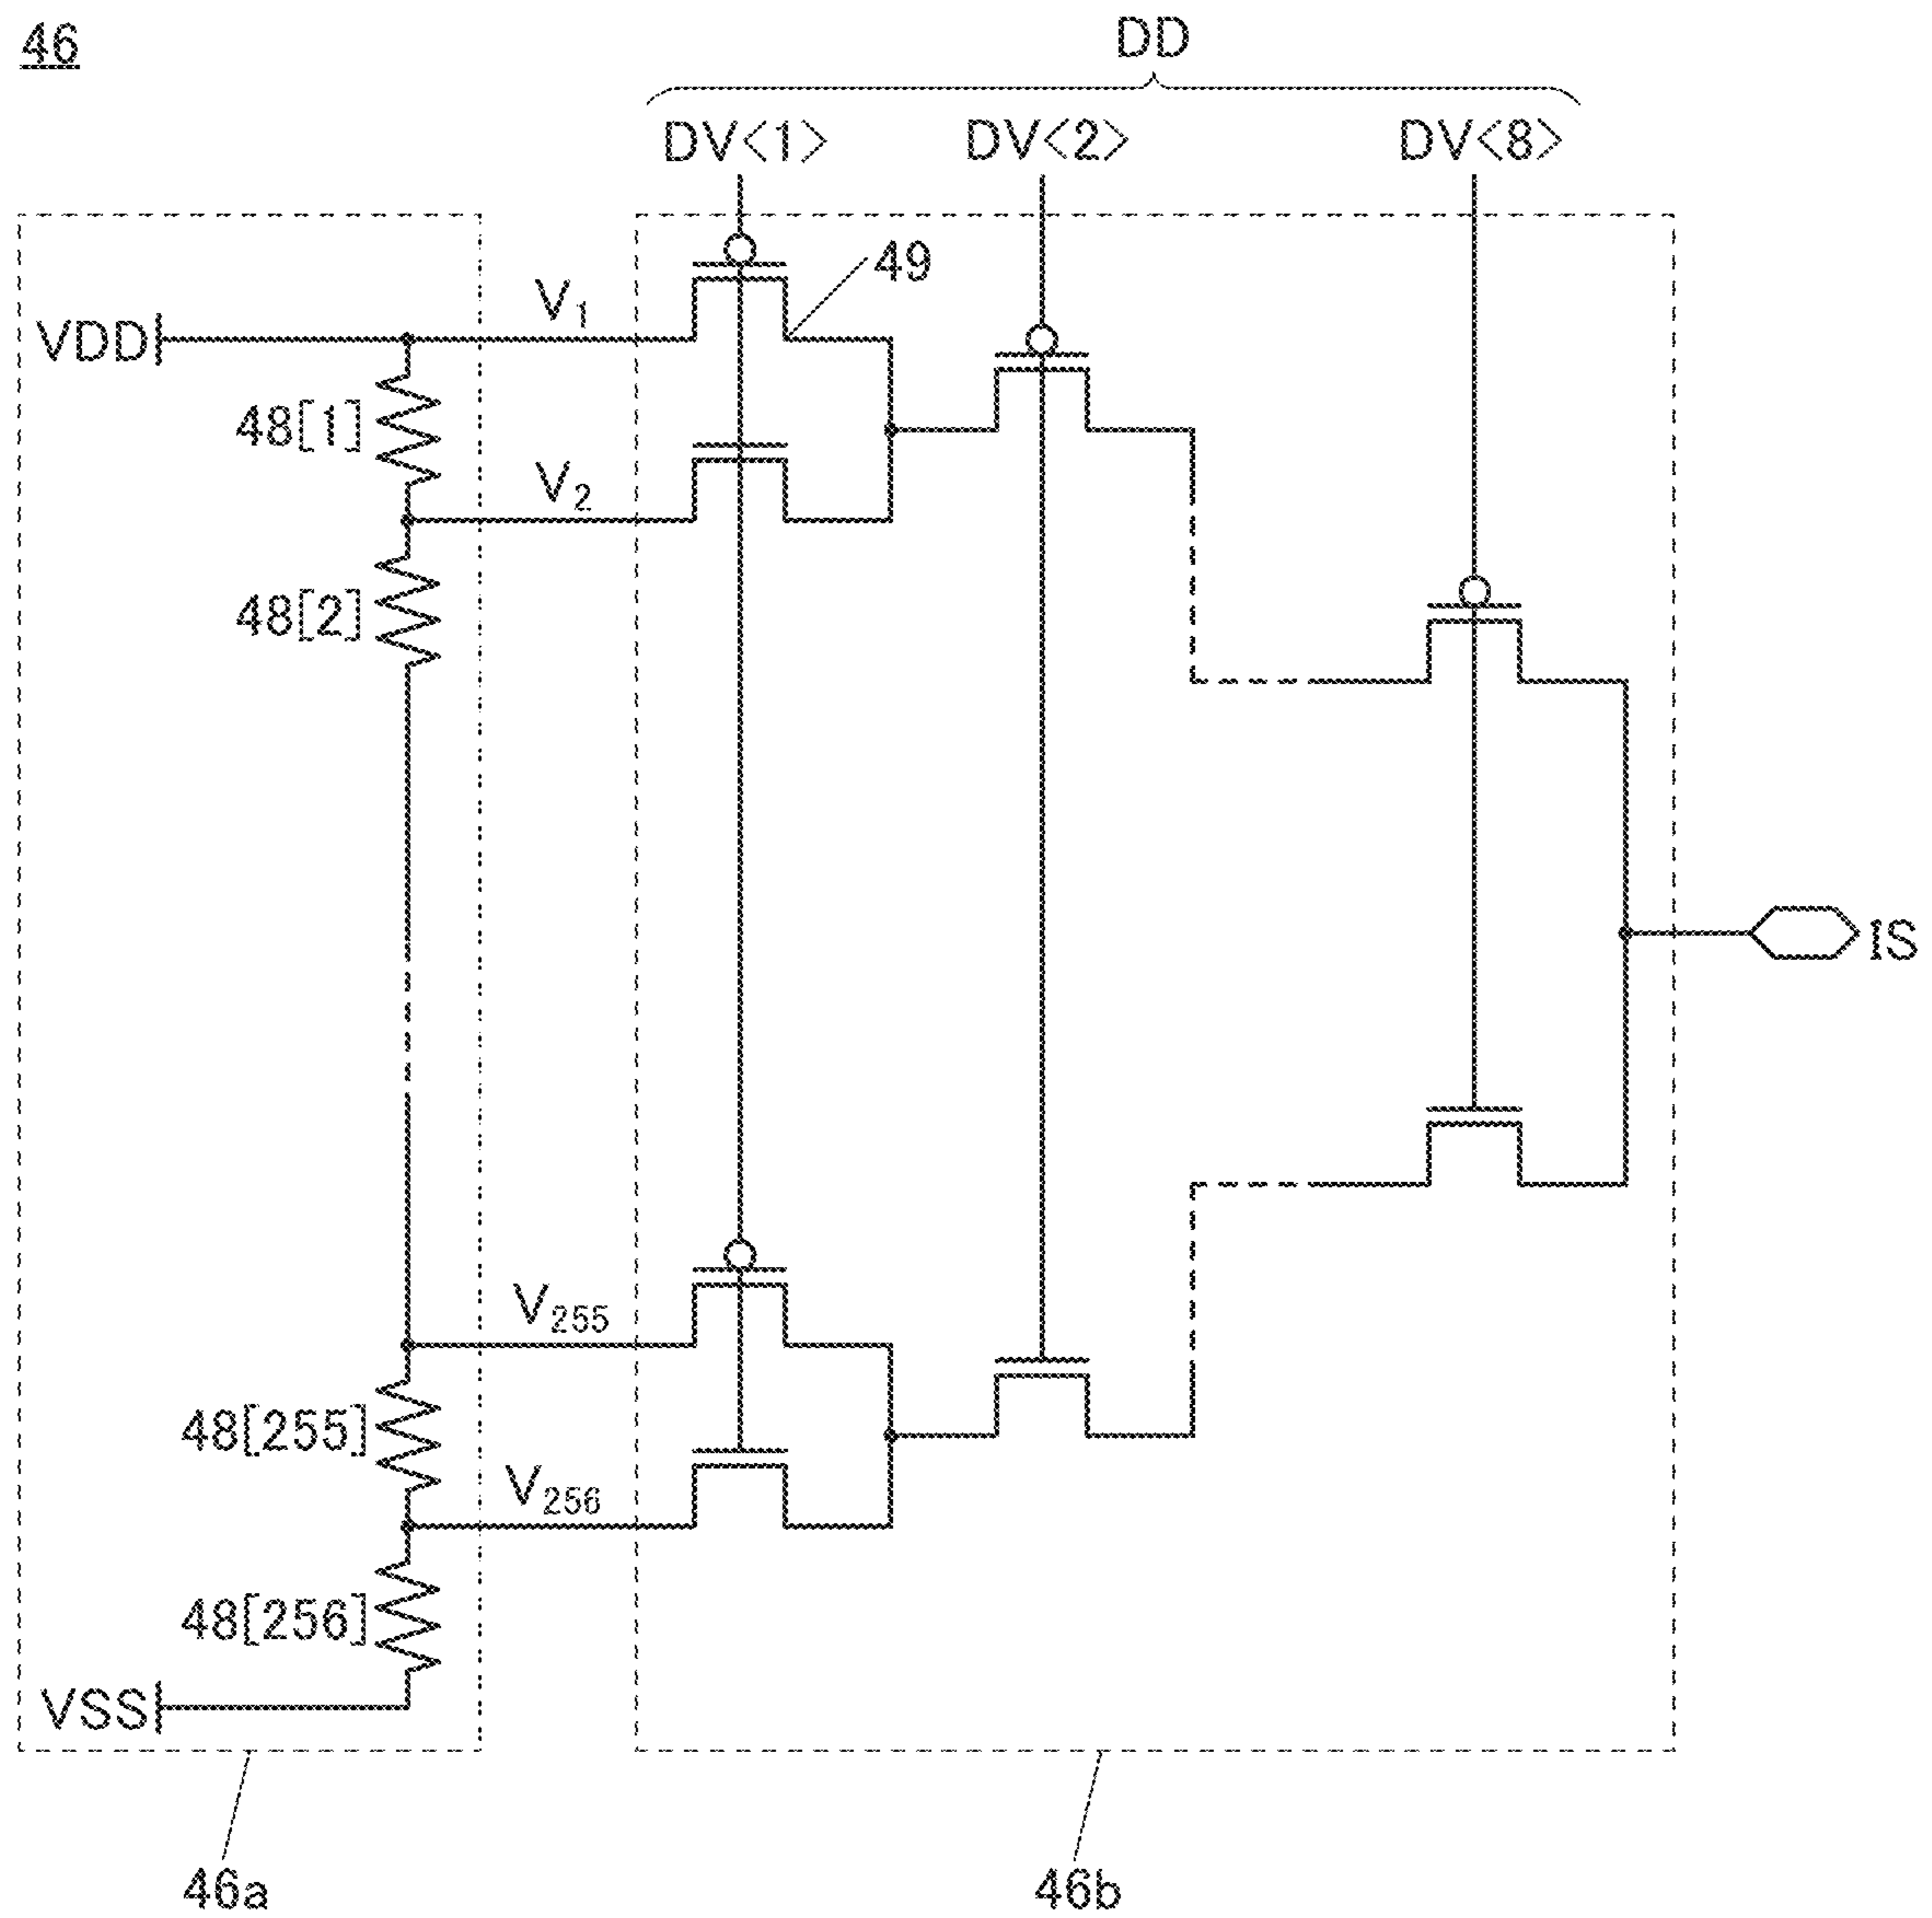 46
DD
DV<1> DV<2> DV<8>
49
V1
VDD
48[1]
V2
48[2]
IS
V255
48[255]
V256
48[256]
VSS
46a 46b